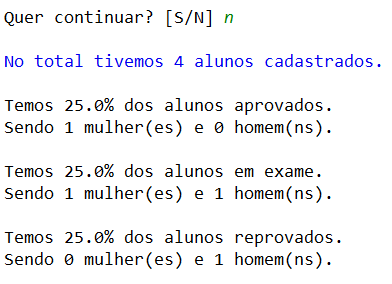 Quer continuar? [S/N] n
No total tivemos 4 alunos cadastrados.
Temos 25.0% dos alunos aprovados.
Sendo 1 mulher(es) e 0 homem(ns).
Temos 25.0% dos alunos em exame.
Sendo 1 mulher(es) e 1 homem(ns).
Temos 25.0% dos alunos reprovados.
Sendo 0 mulher(es) e 1 homem(ns).